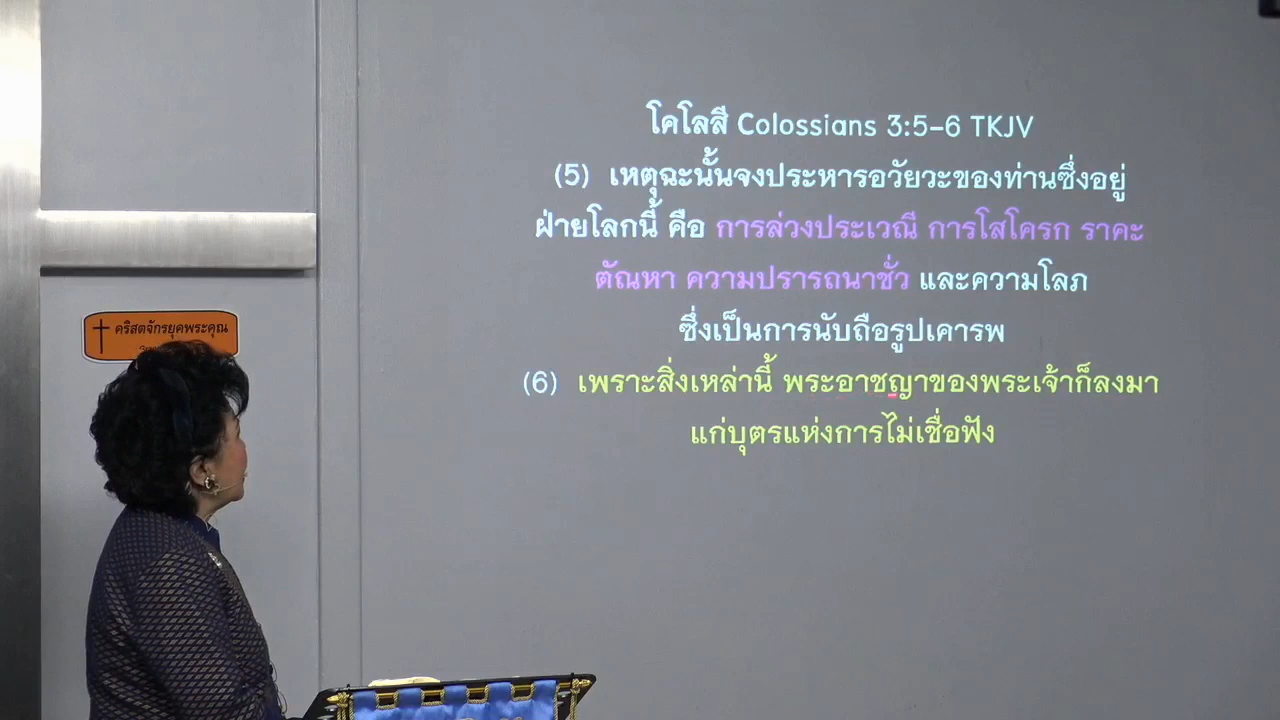 โคโลสี Colossians 3:5-6 TKJV
(5) เหตุฉะนั้นจงประหารอวัยวะของท่านซึ่งอยู่
ฝ่ายโลกนี้ คือ การล่วงประเวณี การโสโครก ราคะ
ตัณหา ความปรารถนาชั่ว และความโลภ
ซึ่งเป็นการนับถือรูปเคารพ
(6) เพราะสิ่งเหล่านี้ พระอาชญาของพระเจ้าก็ลงมา
แก่บุตรแห่งการไม่เชื่อฟัง
คริสตจักรยุคพระคุณ